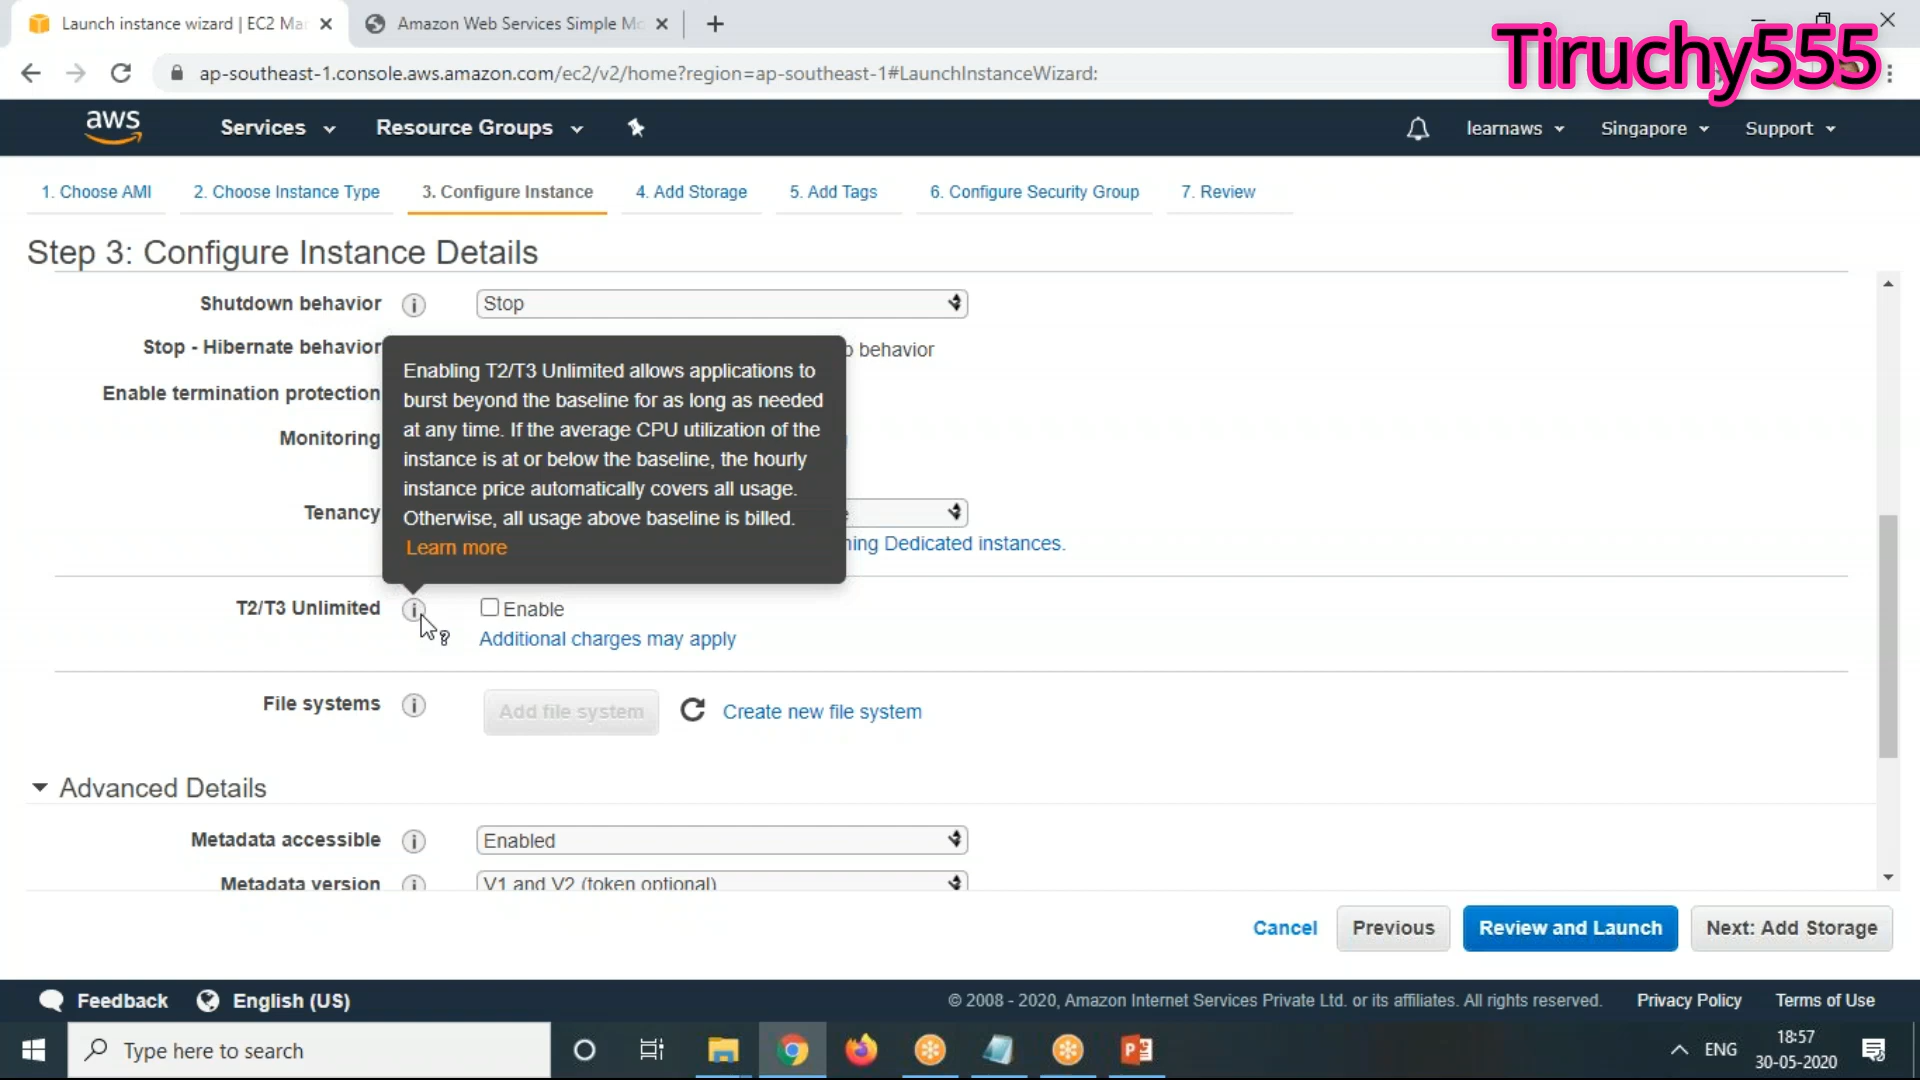 Launch instance wizard | EC2 Ma
Amazon Web Services Simple Mo
Tiruchy555
ap-southeast-1.console.aws.amazon.com/ec2/v2/home?region=ap-southeast-1#LaunchInstanceWizard:
aws
Services
Resource Groups
learnaws
Singapore
Support
1. Choose AMI
2. Choose Instance Type
3. Configure Instance
4. Add Storage
5. Add Tags
6. Configure Security Group
7. Review
Step 3: Configure Instance Details
Shutdown behavior
Stop
Stop - Hibernate behavior
behavior
Enable termination protection
Monitoring
Tenancy
ning Dedicated instances.
Enabling T2/T3 Unlimited allows applications to
burst beyond the baseline for as long as needed
at any time. If the average CPU utilization of the
instance is at or below the baseline, the hourly
instance price automatically covers all usage.
Otherwise, all usage above baseline is billed.
Learn more
T2/T3 Unlimited
Enable
Additional charges may apply
File systems
Add file system
Create new file system
Advanced Details
Metadata accessible
Enabled
Metadata version
V1 and V2 (token optional)
Cancel
Previous
Review and Launch
Next: Add Storage
Feedback
English (US)
© 2008 - 2020, Amazon Internet Services Private Ltd. or its affiliates. All rights reserved.
Privacy Policy
Terms of Use
Type here to search
ENG
18:57
30-05-2020